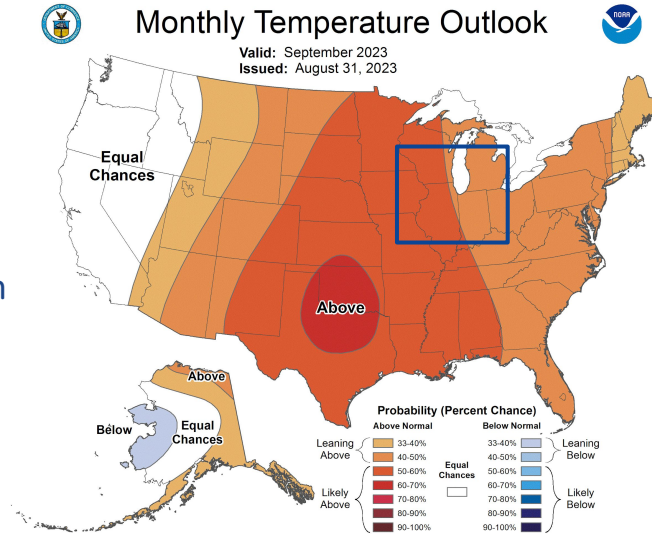 Monthly Temperature Outlook
NOAA
Valid: September 2023
Issued: August 31, 2023
Equal
Chances
n
Above
Above
Below
Equal
Chances
Probability (Percent Chance)
Above Normal
Below Normal
Leaning
Above
33-40%
40-50%
Likely
Above
50-60%
60-70%
70-80%
80-90%
90-100%
Equal
Chances
33-40%
40-50%
Leaning
Below
50-60%
60-70%
70-80%
80-90%
90-100%
Likely
Below